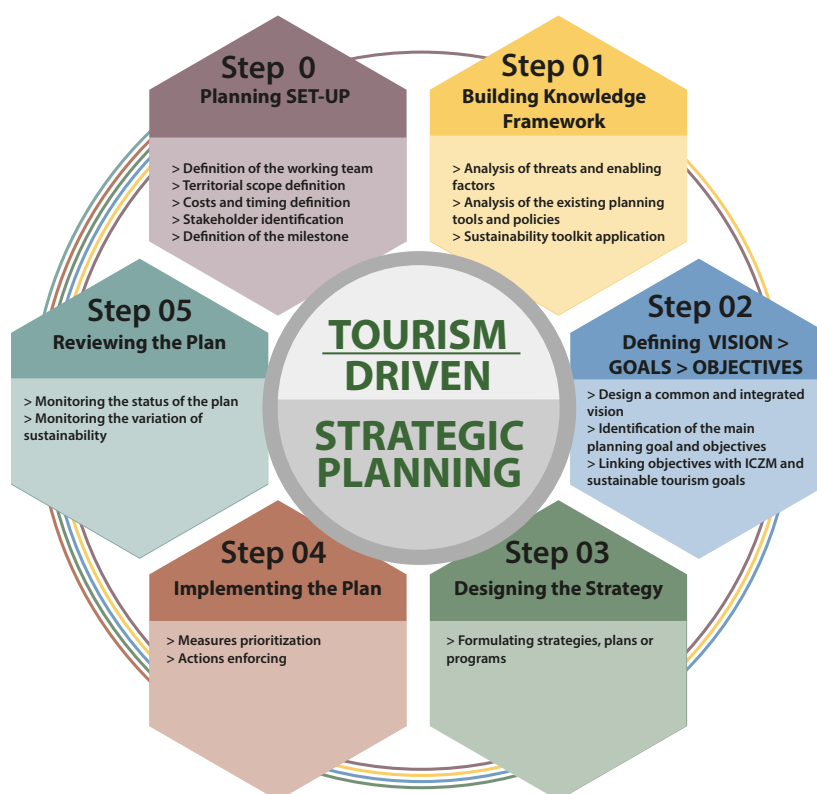 Step 0
Planning SET-UP
> Definition of the working team
> Territorial scope definition
> Costs and timing definition
> Stakeholder identification
> Definition of the milestone
Step 01
Building Knowledge
Framework
> Analysis of threats and enabling
factors
> Analysis of the existing planning
tools and policies
> Sustainability toolkit application
Step 02
Defining VISION >
GOALS > OBJECTIVES
> Design a common and integrated
vision
> Identification of the main
planning goal and objectives
> Linking objectives with ICZM and
sustainable tourism goals
Step 03
Designing the Strategy
> Formulating strategies, plans or
programs
Step 04
Implementing the Plan
> Measures prioritization
> Actions enforcing
Step 05
Reviewing the Plan
> Monitoring the status of the plan
> Monitoring the variation of
sustainability
TOURISM
DRIVEN
STRATEGIC
PLANNING